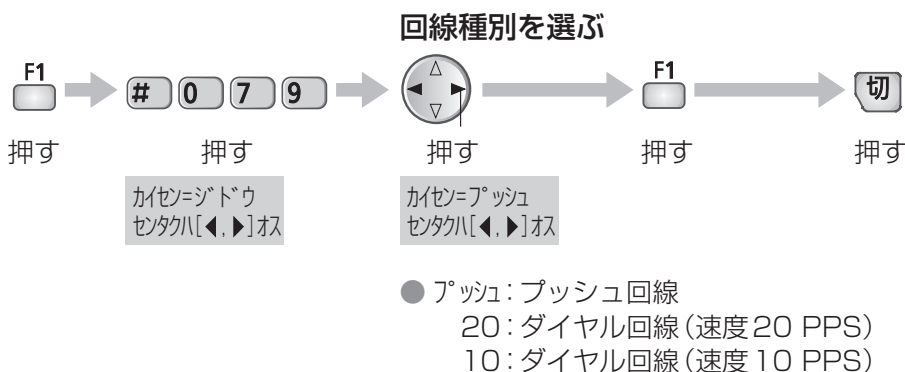 回線種別を選ぶ
F1
# 0 7 9
F1
切
押す
押す
押す
押す
押す
ｶｲｾﾝ=ｼﾞﾄﾞｳ
ｾﾝﾀｸﾊ[◀,▶]ｵｽ
ｶｲｾﾝ=ﾌﾟｯｼｭ
ｾﾝﾀｸﾊ[◀,▶]ｵｽ
● ﾌﾟｯｼｭ:プッシュ回線
20:ダイヤル回線(速度20 PPS)
10:ダイヤル回線(速度10 PPS)